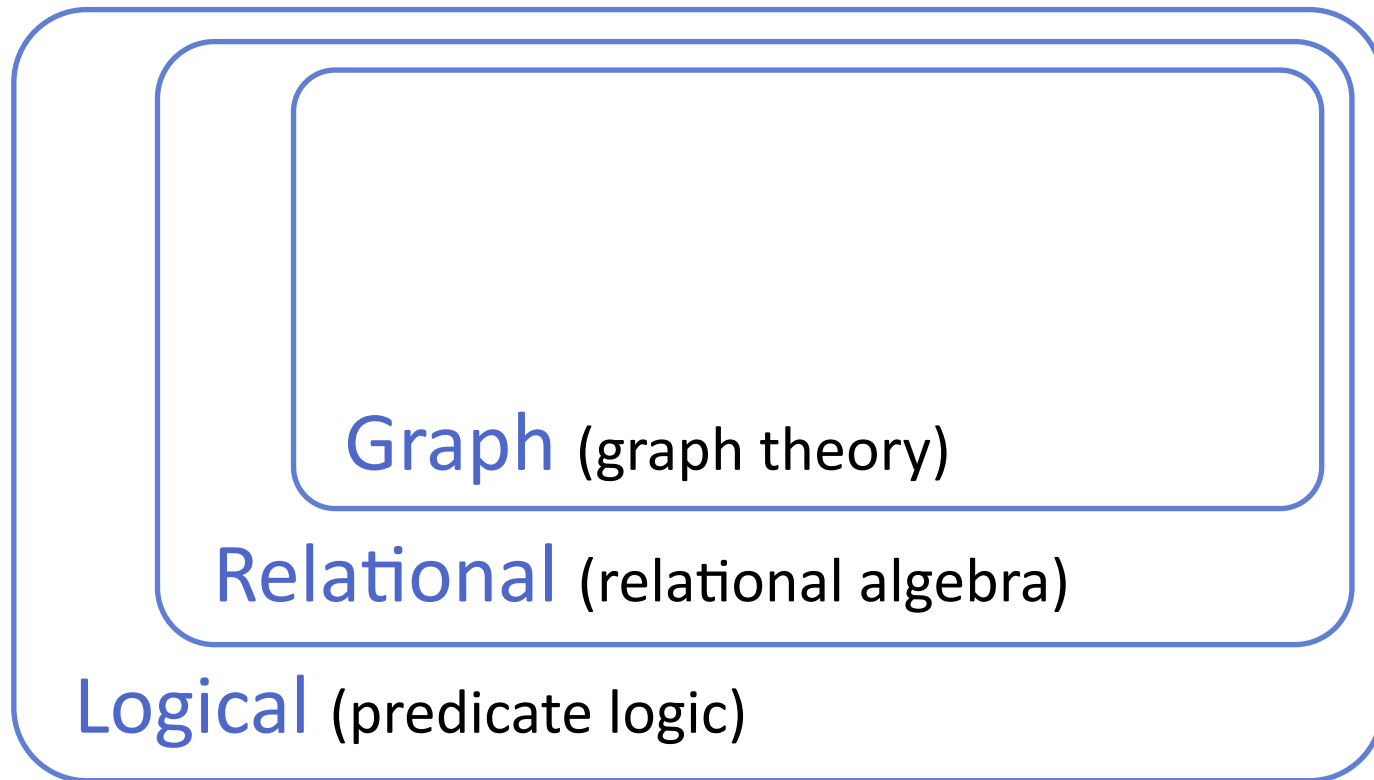 Graph (graph theory)
Relational (relational algebra)
Logical (predicate logic)